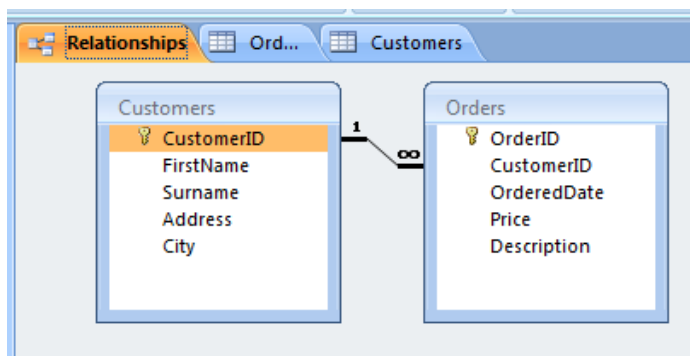 Relationships Ord... Customers
Customers
CustomerID
FirstName
Surname
Address
City
1
∞
Orders
OrderID
CustomerID
OrderedDate
Price
Description